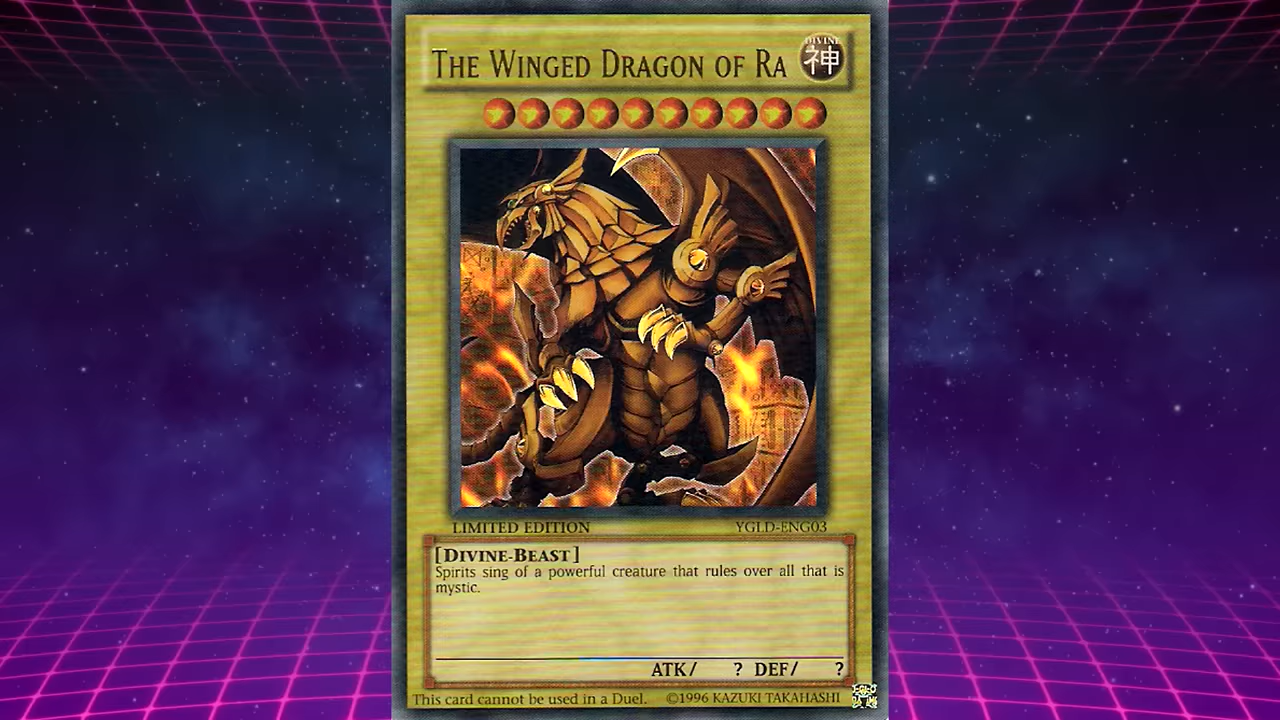 THE WINGED DRAGON OF RA
DIVINE
神
LIMITED EDITION YGLD-ENG03
[DIVINE-BEAST]
Spirits sing of a powerful creature that rules over all that is
mystic.
ATK/ ? DEF/ ?
This card cannot be used in a Duel. ©1996 KAZUKI TAKAHASHI